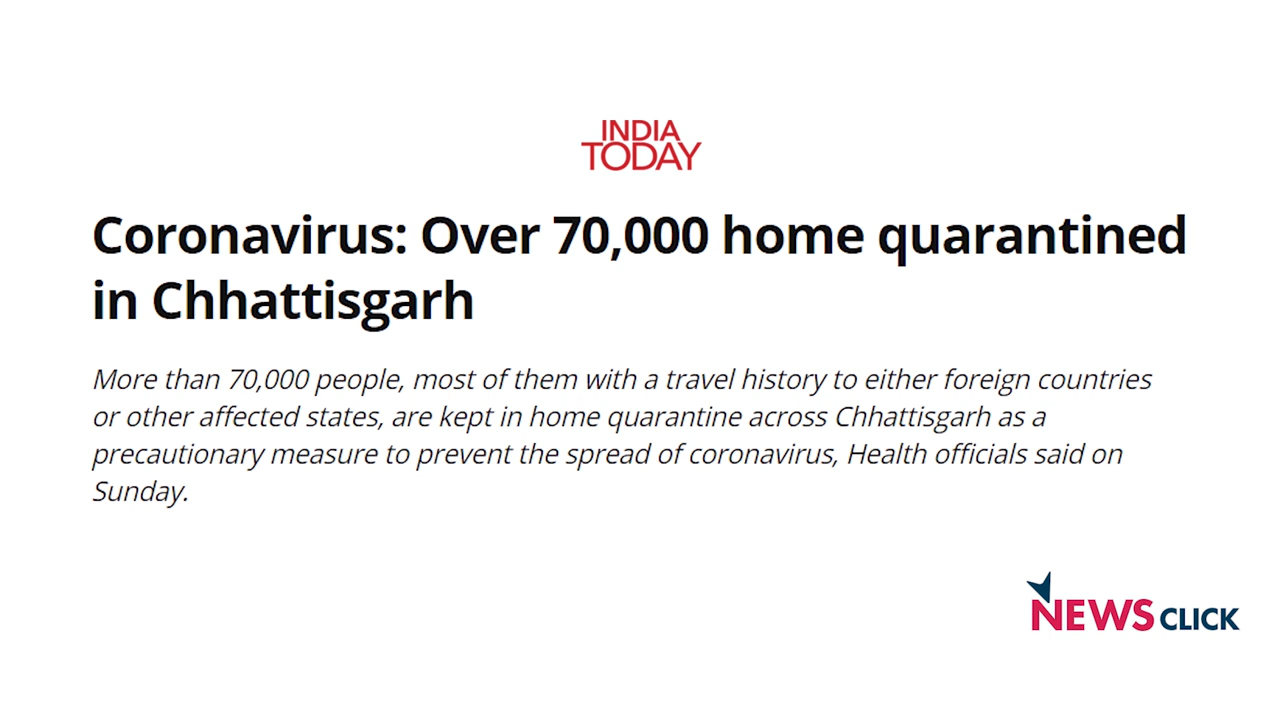 INDIA
TODAY
Coronavirus: Over 70,000 home quarantined
in Chhattisgarh
More than 70,000 people, most of them with a travel history to either foreign countries
or other affected states, are kept in home quarantine across Chhattisgarh as a
precautionary measure to prevent the spread of coronavirus, Health officials said on
Sunday.
NEWS CLICK